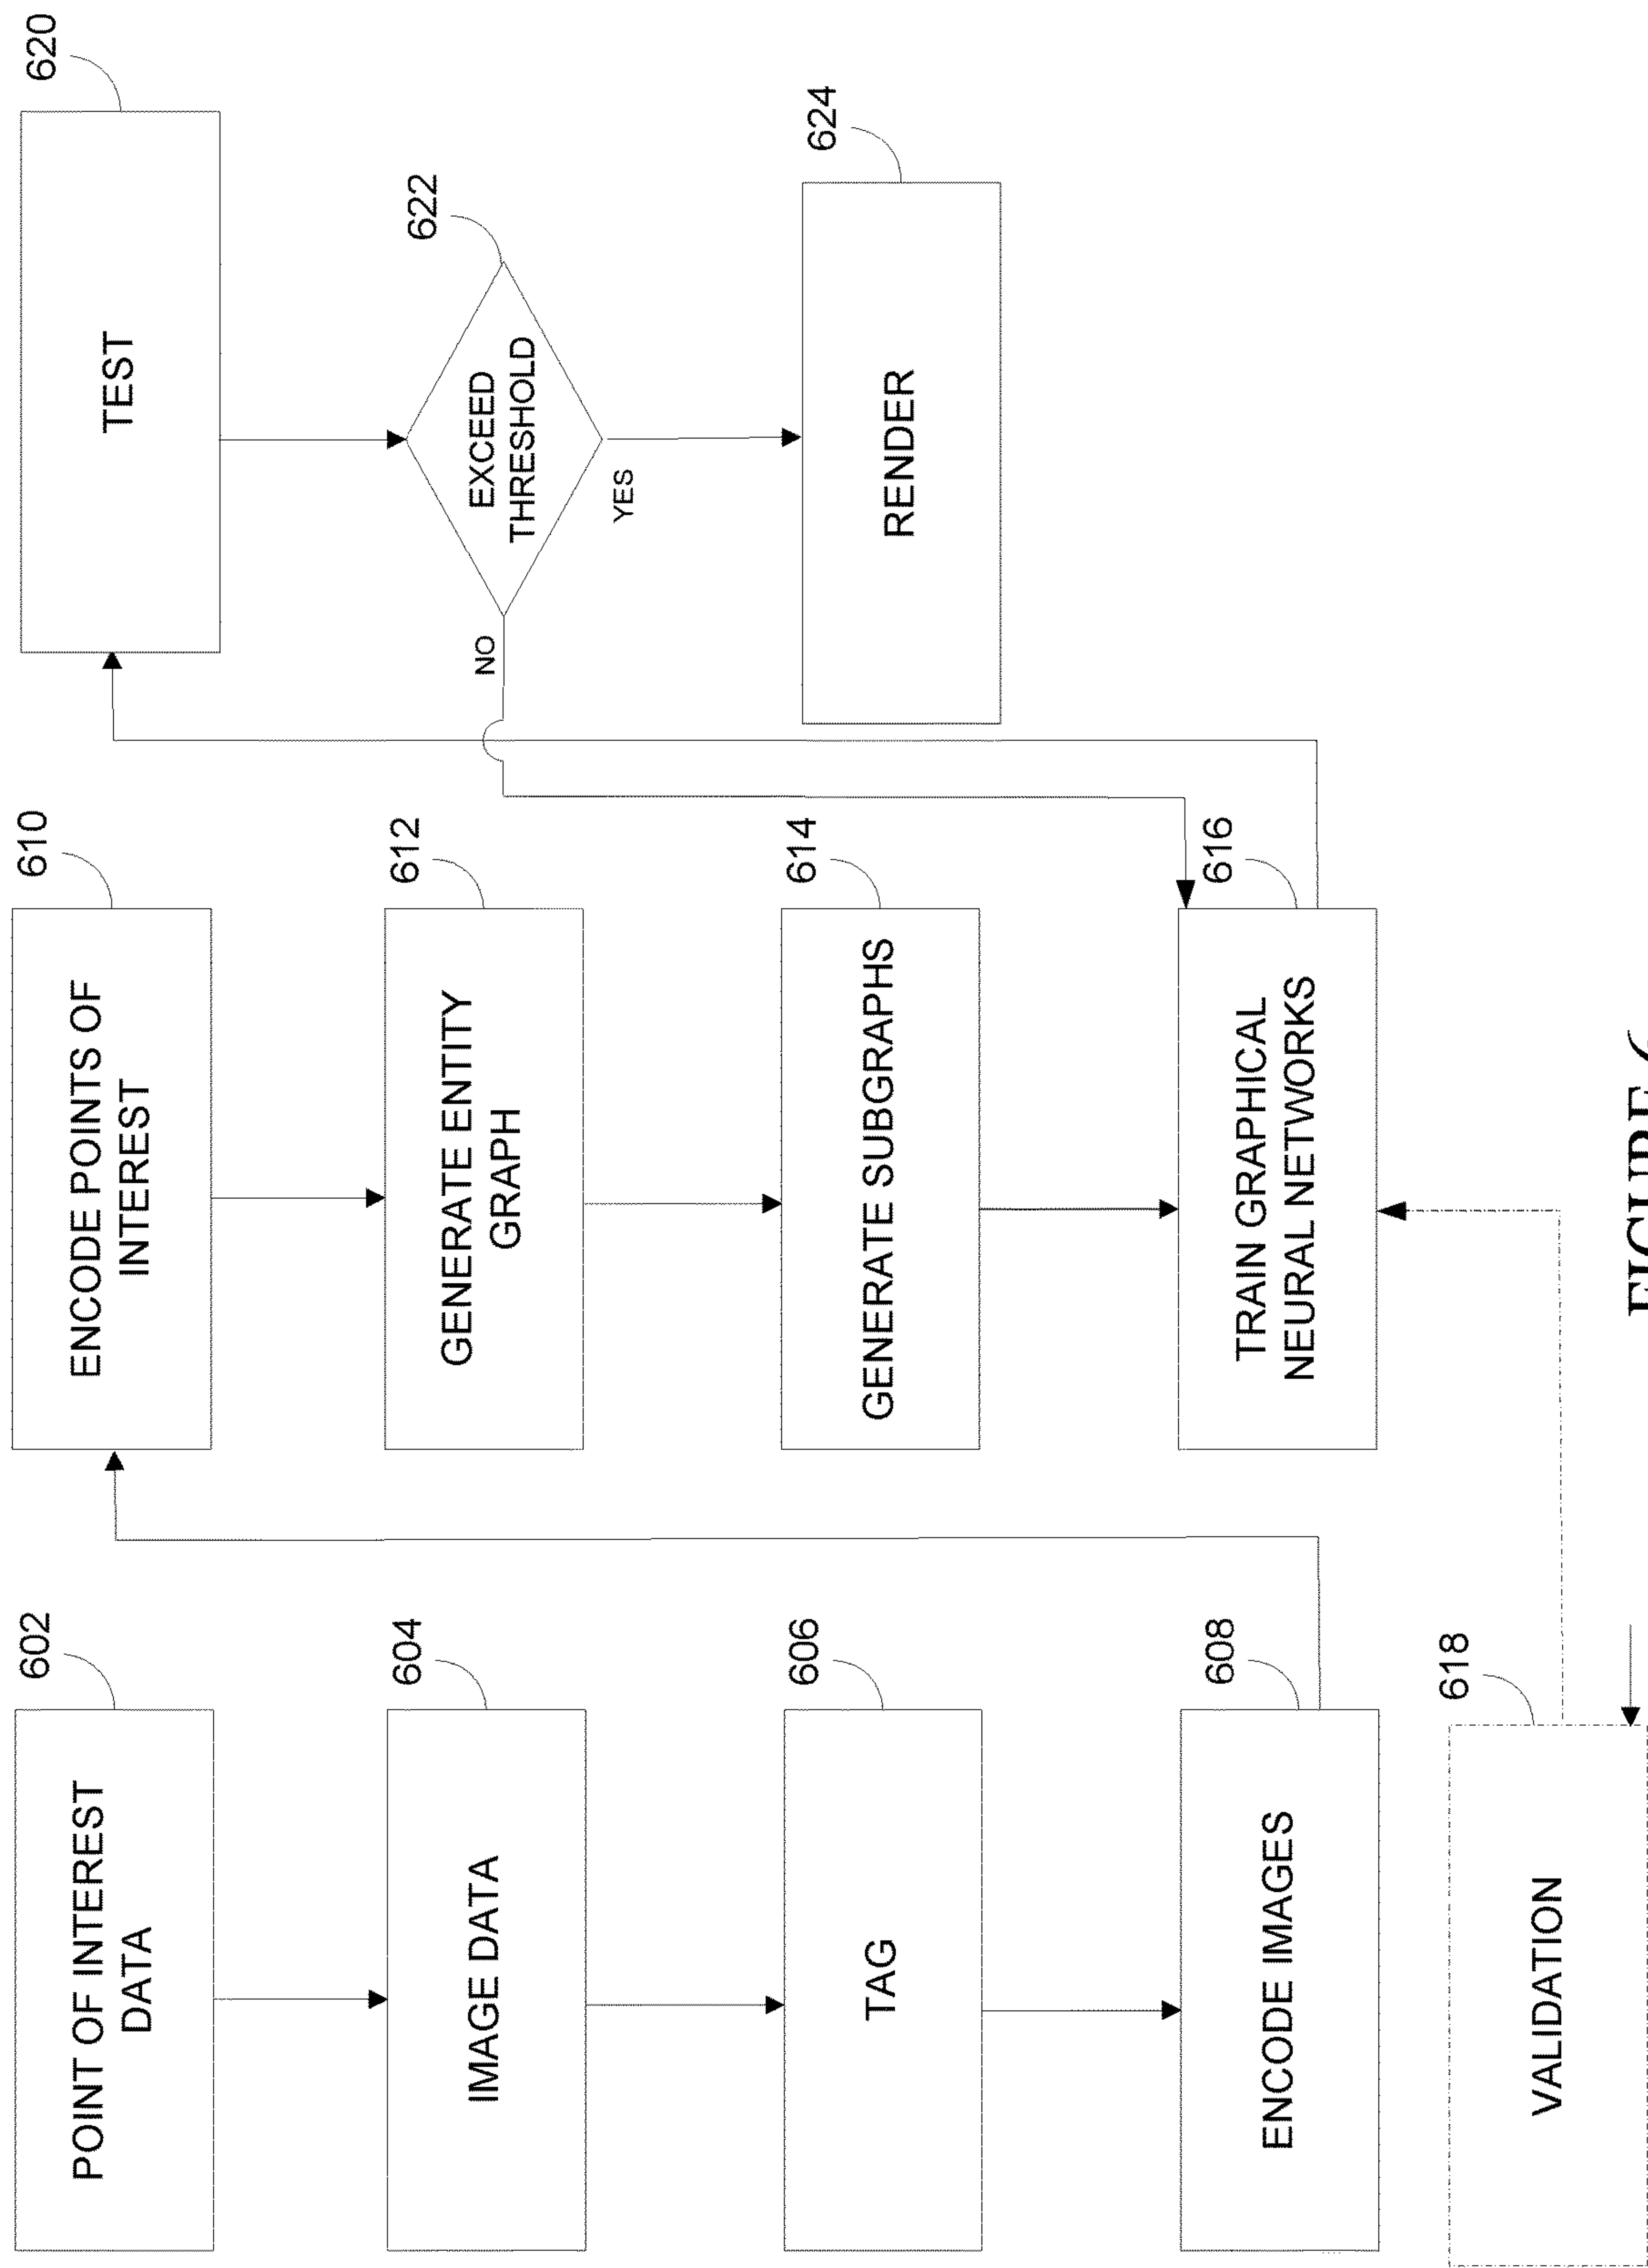 602
POINT OF INTEREST
DATA
604
IMAGE DATA
606
TAG
608
ENCODE IMAGES
618
VALIDATION
610
ENCODE POINTS OF
INTEREST
612
GENERATE ENTITY
GRAPH
614
GENERATE SUBGRAPHS
616
TRAIN GRAPHICAL
NEURAL NETWORKS
620
TEST
622
EXCEED
THRESHOLD
NO
YES
624
RENDER
FIGURE